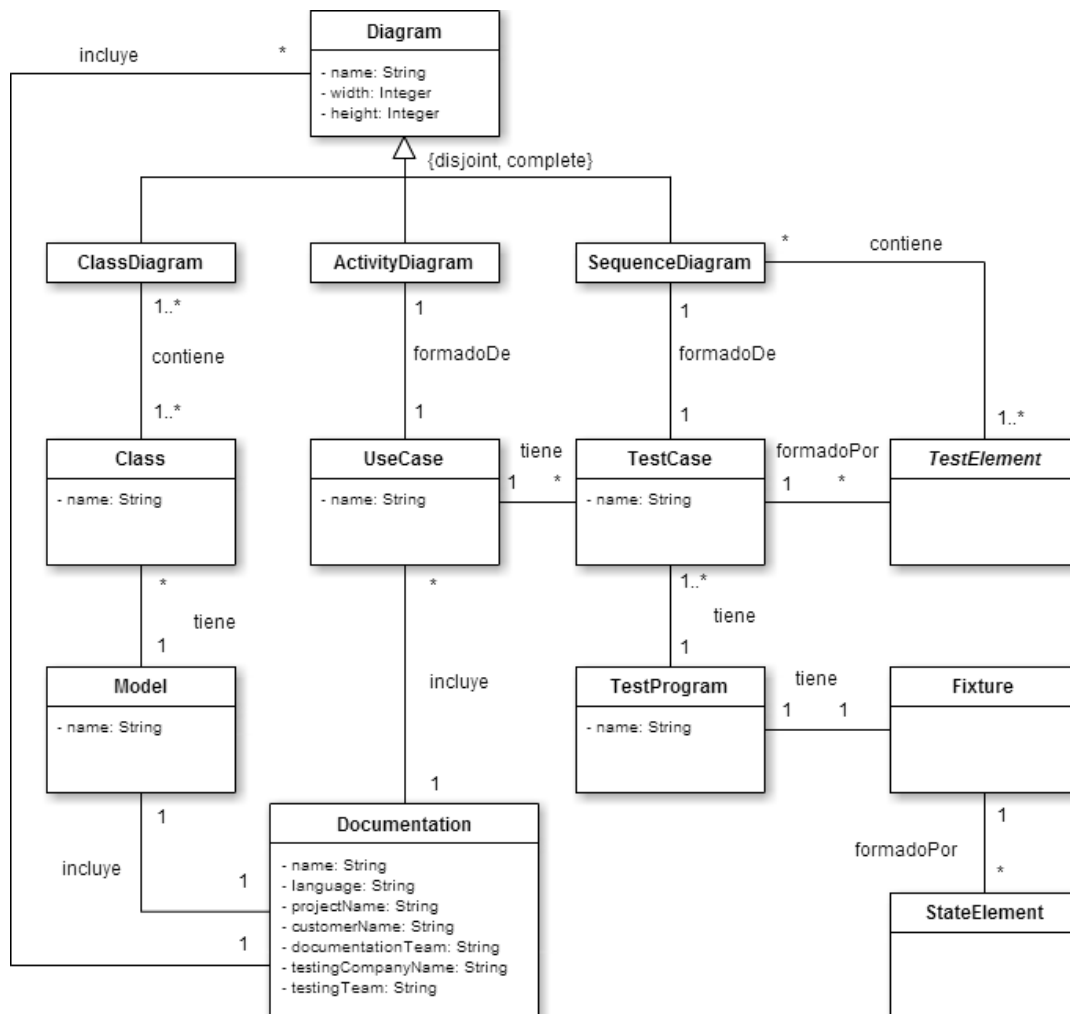 Diagram
incluye
*
- name: String
- width: Integer
- height: Integer
{disjoint, complete}
ClassDiagram
ActivityDiagram
SequenceDiagram
*
contiene
1..*
1
1
contiene
formadoDe
formadoDe
1..*
1
1
1..*
Class
- name: String
UseCase
- name: String
tiene
1
*
TestCase
- name: String
formadoPor
1
*
TestElement
*
*
1..*
tiene
tiene
1
1
Model
- name: String
incluye
TestProgram
- name: String
tiene
1
1
Fixture
1
1
1
Documentation
formadoPor
*
incluye
1
1
- name: String
- language: String
- projectName: String
- customerName: String
- documentationTeam: String
- testingCompanyName: String
- testingTeam: String
StateElement